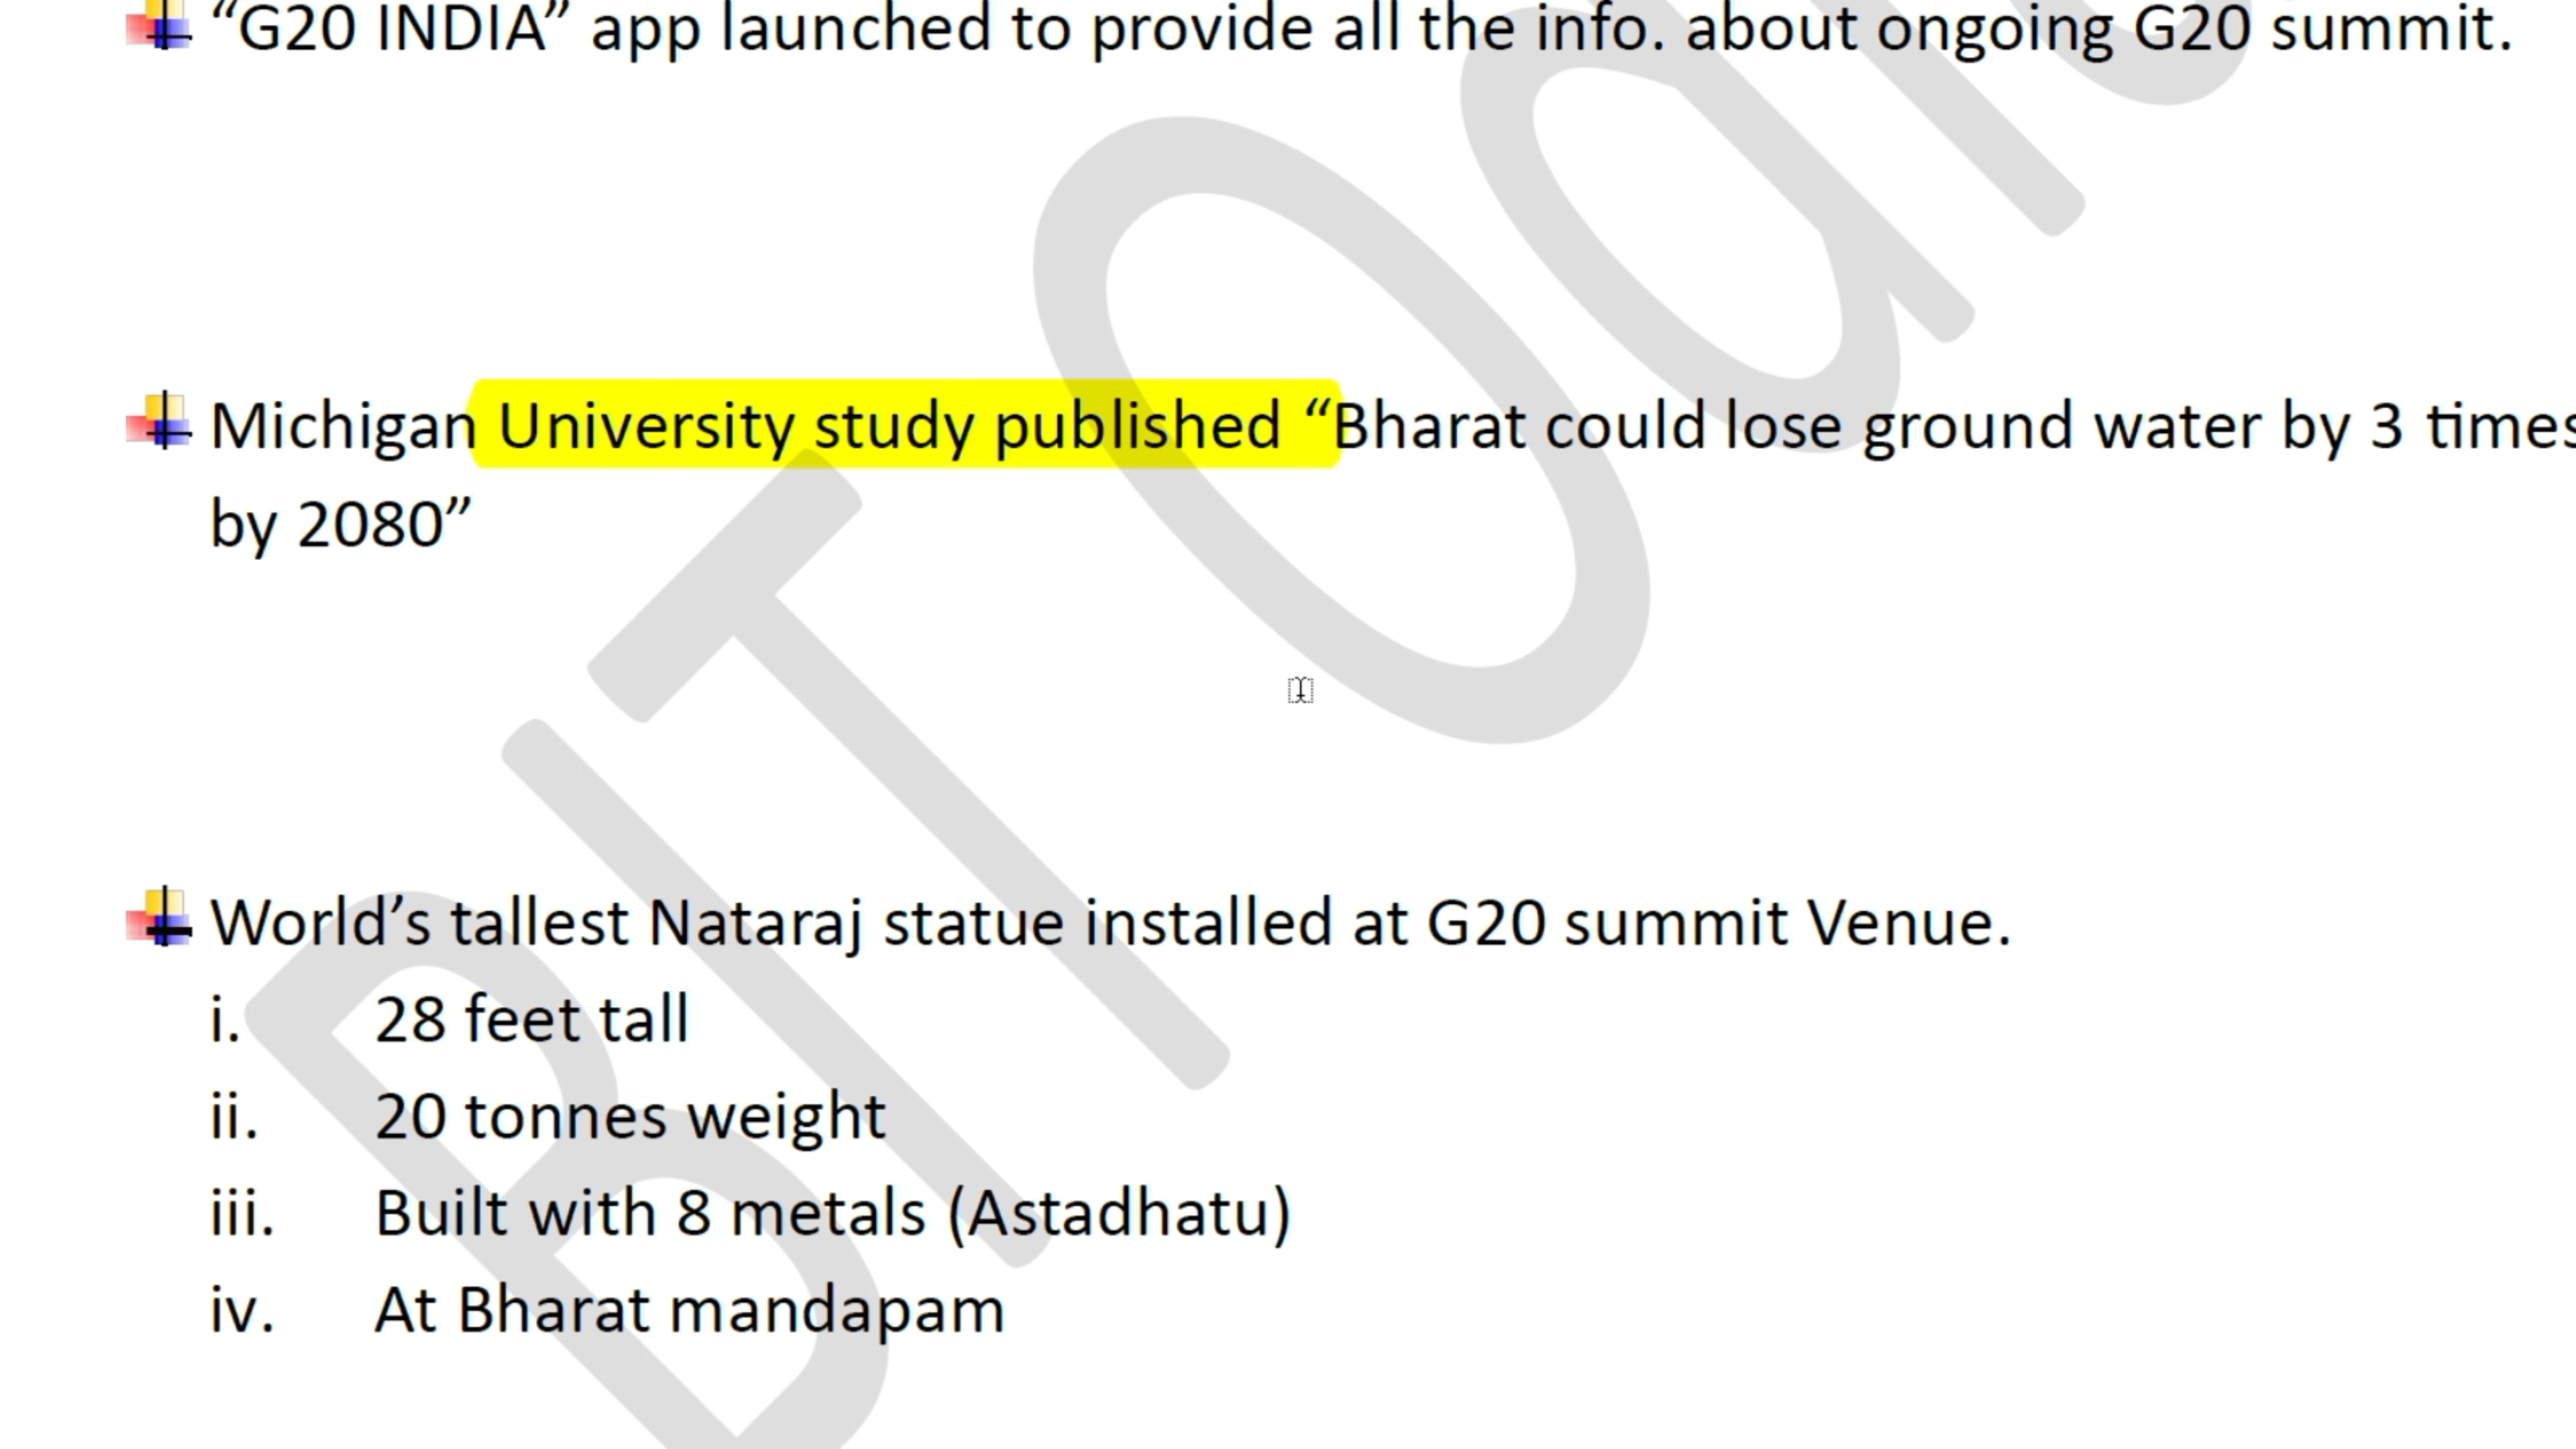 “G20 INDIA” app launched to provide all the info. about ongoing G20 summit.
Michigan University study published “Bharat could lose ground water by 3 times
by 2080”
World’s tallest Nataraj statue installed at G20 summit Venue.
i. 28 feet tall
ii. 20 tonnes weight
iii. Built with 8 metals (Astadhatu)
iv. At Bharat mandapam
BIT